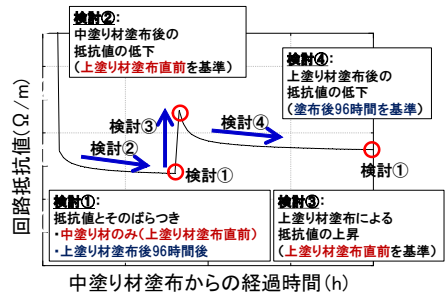 検討②:
中塗り材塗布後の
抵抗値の低下
(上塗り材塗布直前を基準)
検討④:
上塗り材塗布後の
抵抗値の低下
(塗布後96時間を基準)
検討③
検討④
検討②
検討①
検討①
検討①:
抵抗値とそのばらつき
・中塗り材のみ(上塗り材塗布直前)
・上塗り材塗布後96時間後
検討③:
上塗り材塗布による
抵抗値の上昇
(上塗り材塗布直前を基準)
回路抵抗値(Ω/m)
中塗り材塗布からの経過時間(h)